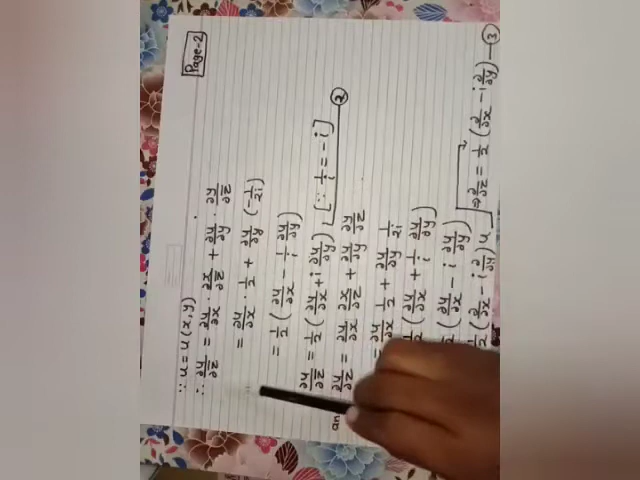 Page-2
∵ u = u(x,y)
∴ ∂u/∂z̄ = ∂u/∂x · ∂x/∂z̄ + ∂u/∂y · ∂y/∂z̄
= ∂u/∂x · 1/2 + ∂u/∂y (-1/2i)
= 1/2 (∂u/∂x - 1/i ∂u/∂y)
∂u/∂z̄ = 1/2 (∂u/∂x + i ∂u/∂y) [∵ 1/i = -i] ②
∂u/∂z = ∂u/∂x ∂x/∂z + ∂u/∂y ∂y/∂z
= ∂u/∂x 1/2 + ∂u/∂y 1/2i
1/2 (∂u/∂x + 1/i ∂u/∂y)
(∂u/∂x - i ∂u/∂y)
(∂/∂x - i ∂/∂y) u ⇒ ∂/∂z = 1/2 (∂/∂x - i ∂/∂y) — ③